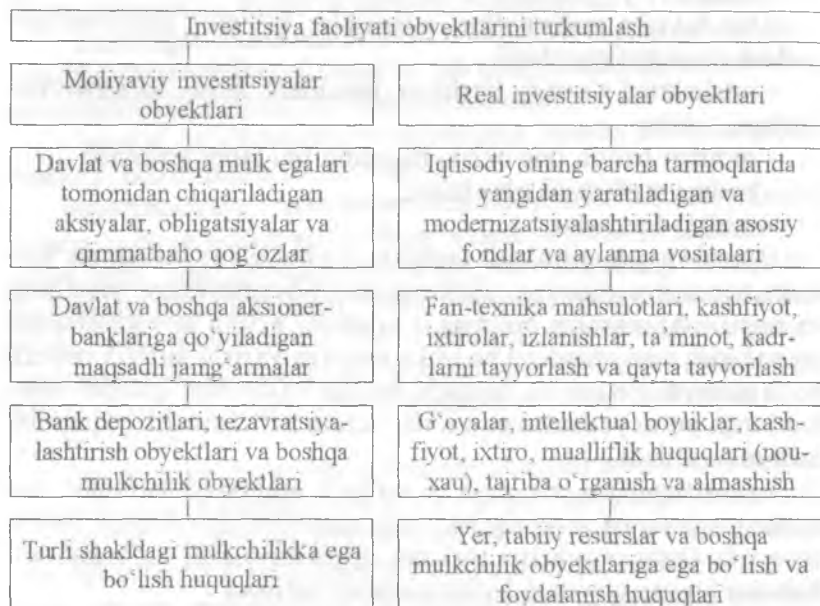 Investitsiya faoliyati obyektlarini turkumlash
Moliyaviy investitsiyalar
obyektlari
Real investitsiyalar obyektlari
Davlat va boshqa mulk egalari
tomonidan chiqariladigan
aksiyalar, obligatsiyalar va
qimmatbaho qog‘ozlar
Iqtisodiyotning barcha tarmoqlarida
yangidan yaratiladigan va
modernizatsiyalashtiriladigan asosiy
fondlar va aylanma vositalari
Davlat va boshqa aksioner-
banklariga qo‘yiladigan
maqsadli jamg‘armalar
Fan-texnika mahsulotlari, kashfiyot,
ixtirolar, izlanishlar, ta’minot, kadr-
larni tayyorlash va qayta tayyorlash
Bank depozitlari, tezavratsiya-
lashtirish obyektlari va boshqa
mulkchilik obyektlari
G‘oyalar, intellektual boyliklar, kash-
fiyot, ixtiro, mualliflik huquqlari (nou-
xau), tajriba o‘rganish va almashish
Turli shakldagi mulkchilikka ega
bo‘lish huquqlari
Yer, tabiiy resurslar va boshqa
mulkchilik obyektlariga ega bo‘lish va
foydalanish huquqlari